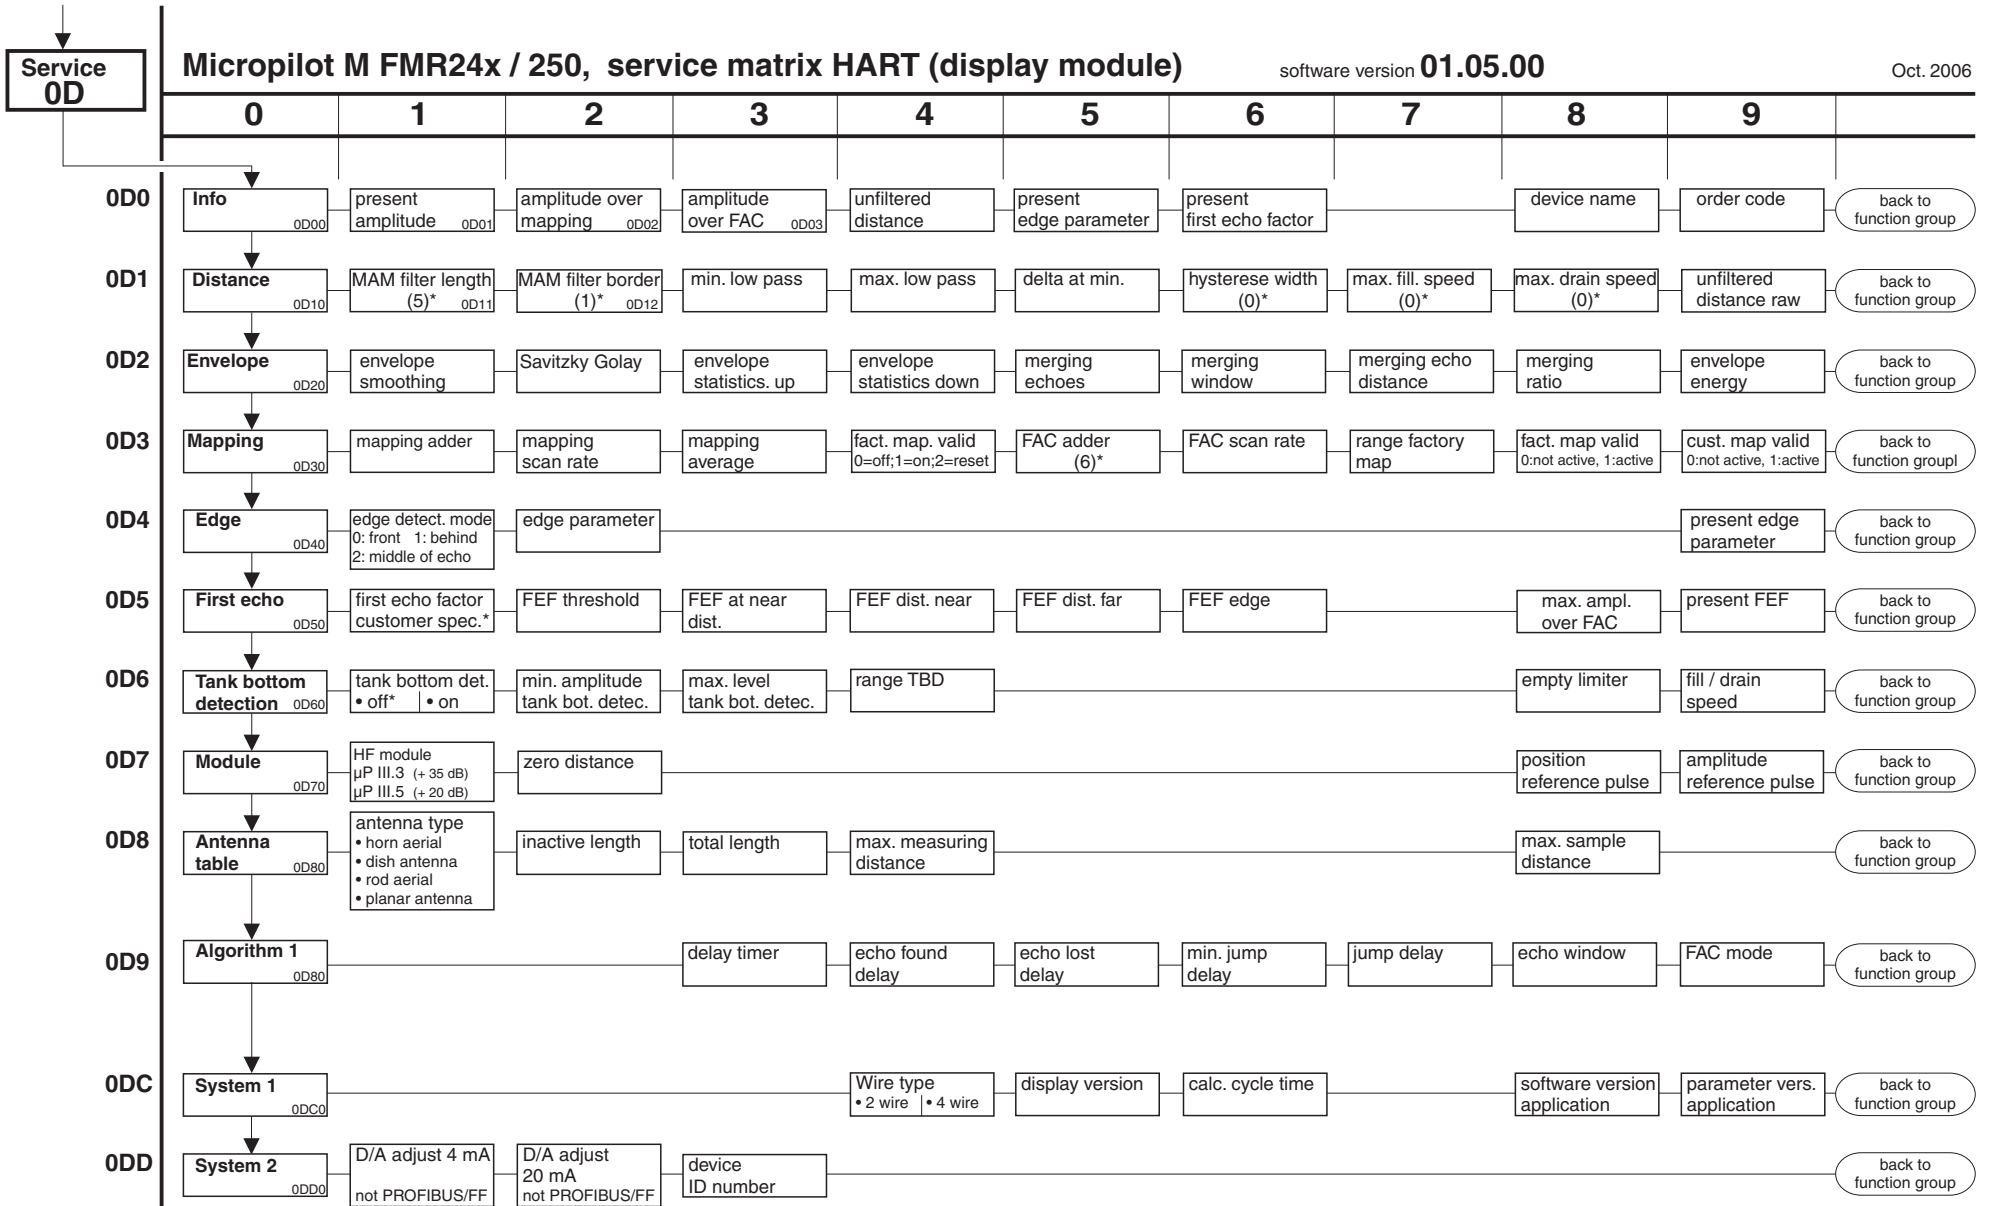 Service
0D
Micropilot M FMR24x / 250, service matrix HART (display module)
software version 01.05.00
Oct. 2006
0 1 2 3 4 5 6 7 8 9
0D0
Info
0D00
present
amplitude 0D01
amplitude over
mapping 0D02
amplitude
over FAC 0D03
unfiltered
distance
present
edge parameter
present
first echo factor
device name
order code
back to
function group
0D1
Distance
0D10
MAM filter length
(5)* 0D11
MAM filter border
(1)* 0D12
min. low pass
max. low pass
delta at min.
hysterese width
(0)*
max. fill. speed
(0)*
max. drain speed
(0)*
unfiltered
distance raw
back to
function group
0D2
Envelope
0D20
envelope
smoothing
Savitzky Golay
envelope
statistics. up
envelope
statistics down
merging
echoes
merging
window
merging echo
distance
merging
ratio
envelope
energy
back to
function group
0D3
Mapping
0D30
mapping adder
mapping
scan rate
mapping
average
fact. map. valid
0=off;1=on;2=reset
FAC adder
(6)*
FAC scan rate
range factory
map
fact. map valid
0:not active, 1:active
cust. map valid
0:not active, 1:active
back to
function groupl
0D4
Edge
0D40
edge detect. mode
0: front 1: behind
2: middle of echo
edge parameter
present edge
parameter
back to
function group
0D5
First echo
0D50
first echo factor
customer spec.*
FEF threshold
FEF at near
dist.
FEF dist. near
FEF dist. far
FEF edge
max. ampl.
over FAC
present FEF
back to
function group
0D6
Tank bottom
detection 0D60
tank bottom det.
• off* • on
min. amplitude
tank bot. detec.
max. level
tank bot. detec.
range TBD
empty limiter
fill / drain
speed
back to
function group
0D7
Module
0D70
HF module
µP III.3 (+ 35 dB)
µP III.5 (+ 20 dB)
zero distance
position
reference pulse
amplitude
reference pulse
back to
function group
0D8
Antenna
table 0D80
antenna type
• horn aerial
• dish antenna
• rod aerial
• planar antenna
inactive length
total length
max. measuring
distance
max. sample
distance
back to
function group
0D9
Algorithm 1
0D80
delay timer
echo found
delay
echo lost
delay
min. jump
delay
jump delay
echo window
FAC mode
back to
function group
0DC
System 1
0DC0
Wire type
• 2 wire • 4 wire
display version
calc. cycle time
software version
application
parameter vers.
application
back to
function group
0DD
System 2
0DD0
D/A adjust 4 mA
not PROFIBUS/FF
D/A adjust
20 mA
not PROFIBUS/FF
device
ID number
back to
function group